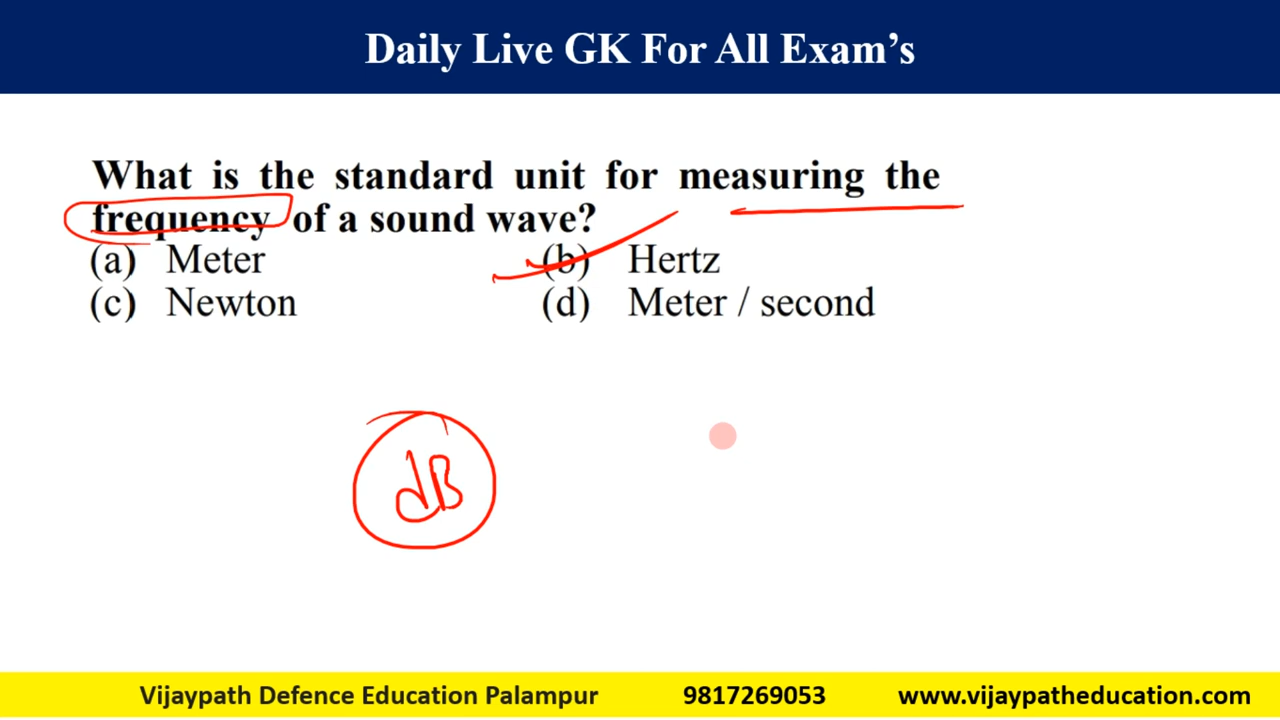 Daily Live GK For All Exam's
What is the standard unit for measuring the
frequency of a sound wave?
(a) Meter (b) Hertz
(c) Newton (d) Meter / second
dB
Vijaypath Defence Education Palampur 9817269053 www.vijaypatheducation.com